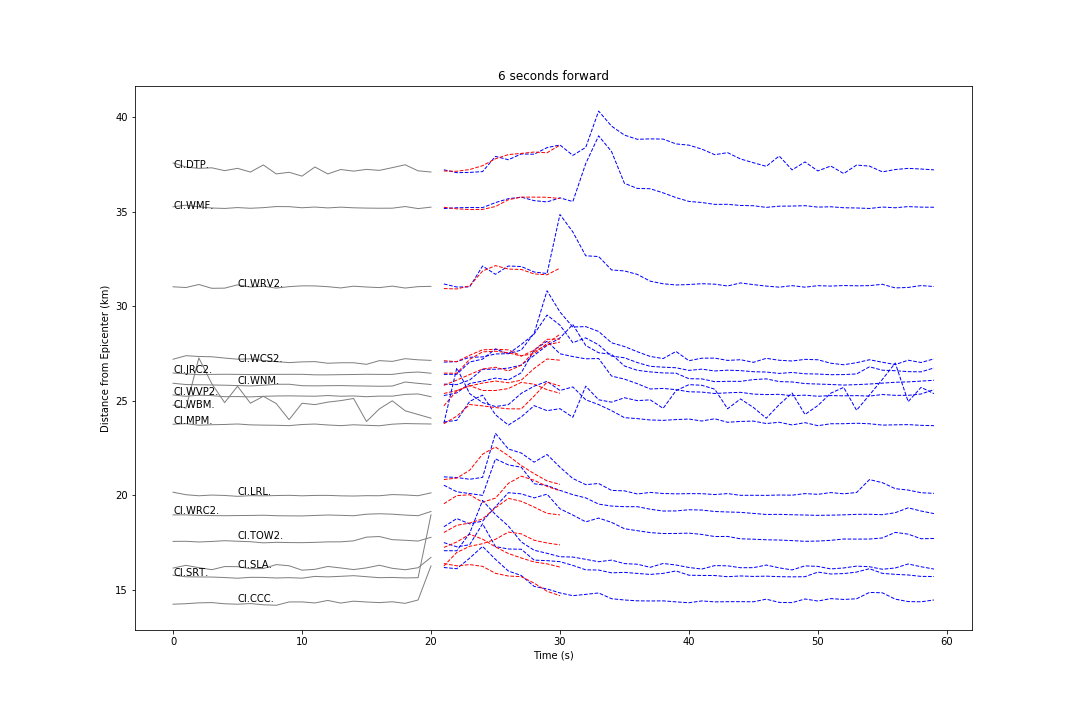 6 seconds forward
40
35
30
25
20
15
Distance from Epicenter (km)
CI.DTP.
CI.WMF.
CI.WRV2.
CI.WCS2.
CI.JRC2.
CI.WNM.
CI.WVP2.
CI.WBM.
CI.MPM.
CI.LRL.
CI.WRC2.
CI.TOW2.
CI.SLA.
CI.SRT.
CI.CCC.
0 10 20 30 40 50 60
Time (s)